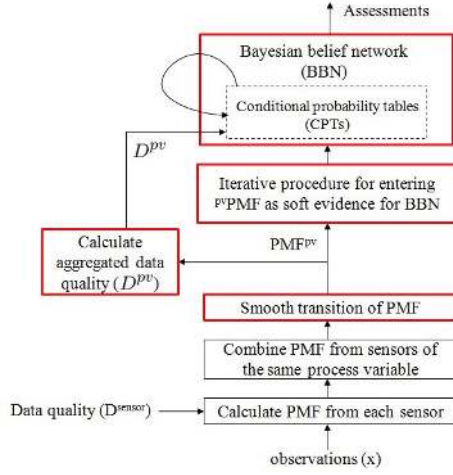 Assessments
Bayesian belief network
(BBN)
Conditional probability tables
(CPTs)
D^{pv}
Iterative procedure for entering
^{pv}PMF as soft evidence for BBN
Calculate
aggregated data
quality (D^{pv})
PMF^{pv}
Smooth transition of PMF
Combine PMF from sensors of
the same process variable
Data quality (D^{sensor})
Calculate PMF from each sensor
observations (x)